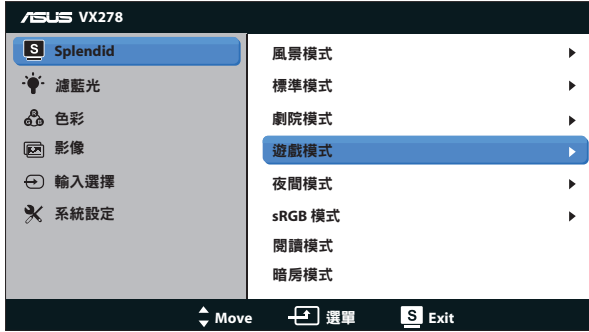 ASUS VX278
S Splendid
濾藍光
色彩
影像
輸入選擇
系統設定
風景模式
標準模式
劇院模式
遊戲模式
夜間模式
sRGB 模式
閱讀模式
暗房模式
Move 選單 S Exit